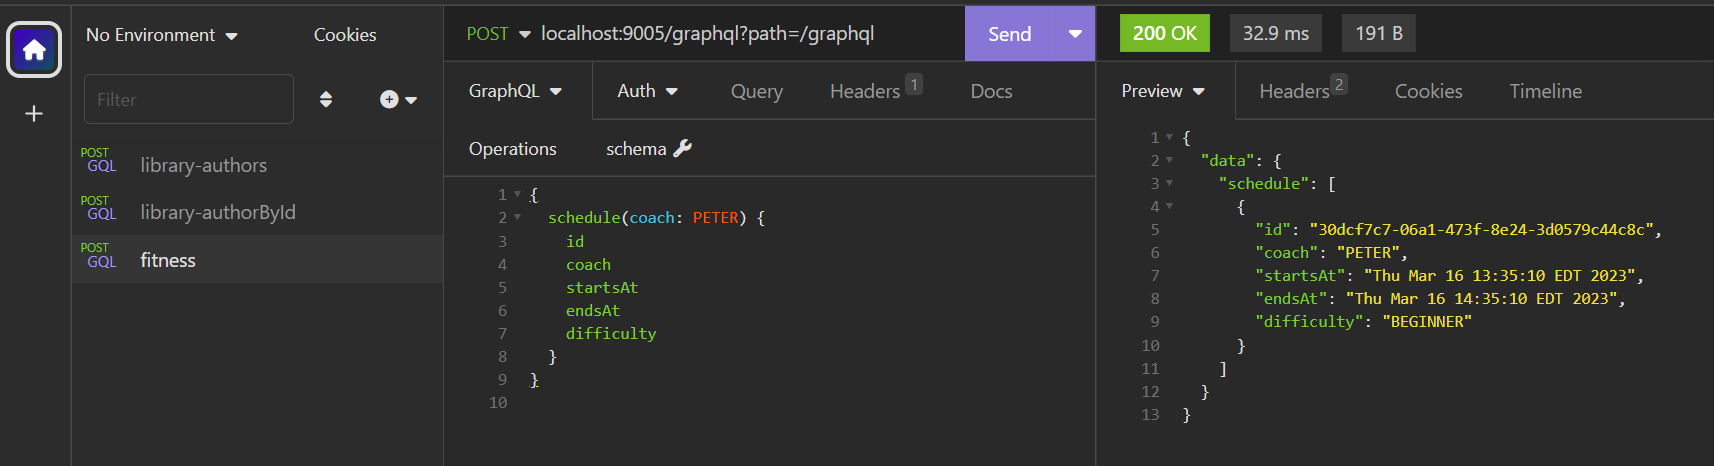 No Environment
Cookies
Filter
POST
GQL
library-authors
POST
GQL
library-authorById
POST
GQL
fitness
POST localhost:9005/graphql?path=/graphql
Send
GraphQL
Auth
Query
Headers 1
Docs
Operations
schema
1 {
2 schedule(coach: PETER) {
3 id
4 coach
5 startsAt
6 endsAt
7 difficulty
8 }
9 }
10
200 OK
32.9 ms
191 B
Preview
Headers 2
Cookies
Timeline
1 {
2 "data": {
3 "schedule": [
4 {
5 "id": "30dcf7c7-06a1-473f-8e24-3d0579c44c8c",
6 "coach": "PETER",
7 "startsAt": "Thu Mar 16 13:35:10 EDT 2023",
8 "endsAt": "Thu Mar 16 14:35:10 EDT 2023",
9 "difficulty": "BEGINNER"
10 }
11 ]
12 }
13 }